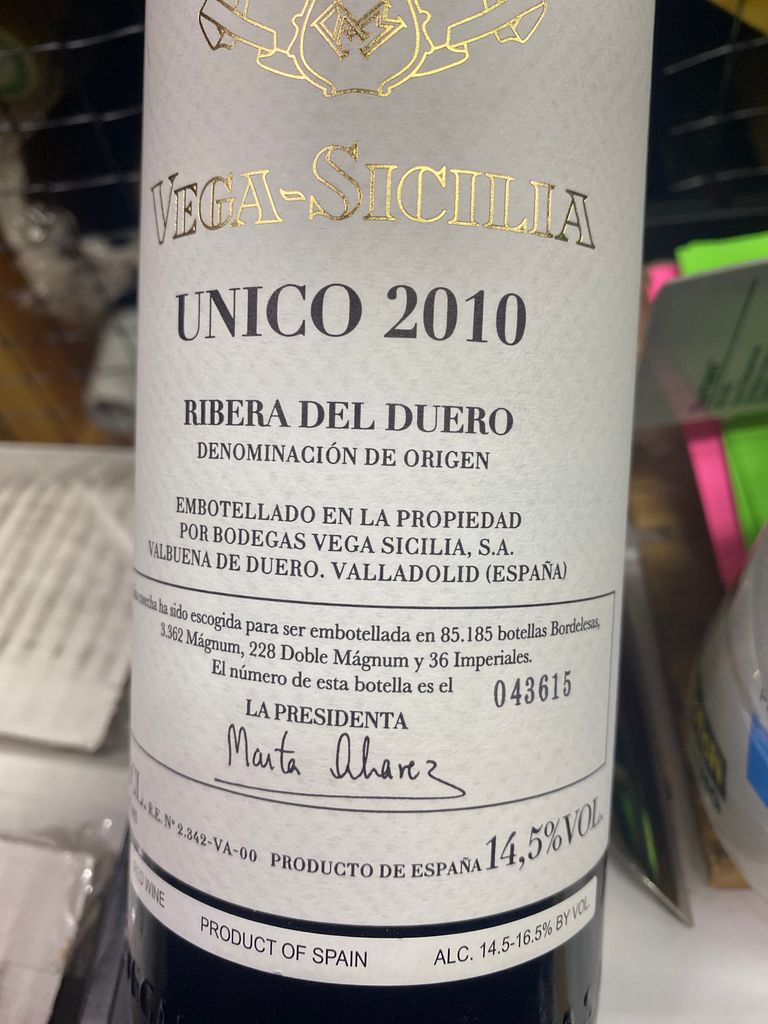 VEGA-SICILIA
UNICO 2010
RIBERA DEL DUERO
DENOMINACIÓN DE ORIGEN
EMBOTELLADO EN LA PROPIEDAD
POR BODEGAS VEGA SICILIA, S.A.
VALBUENA DE DUERO. VALLADOLID (ESPAÑA)
ha sido escogida para ser embotellada en 85.185 botellas Bordelesas,
3.362 Mágnum, 228 Doble Mágnum y 36 Imperiales.
El número de esta botella es el 043615
LA PRESIDENTA
Marta Alvarez
R.E. Nº 2.342-VA-00 PRODUCTO DE ESPAÑA 14,5%VOL.
RED WINE PRODUCT OF SPAIN ALC. 14.5-16.5% BY VOL